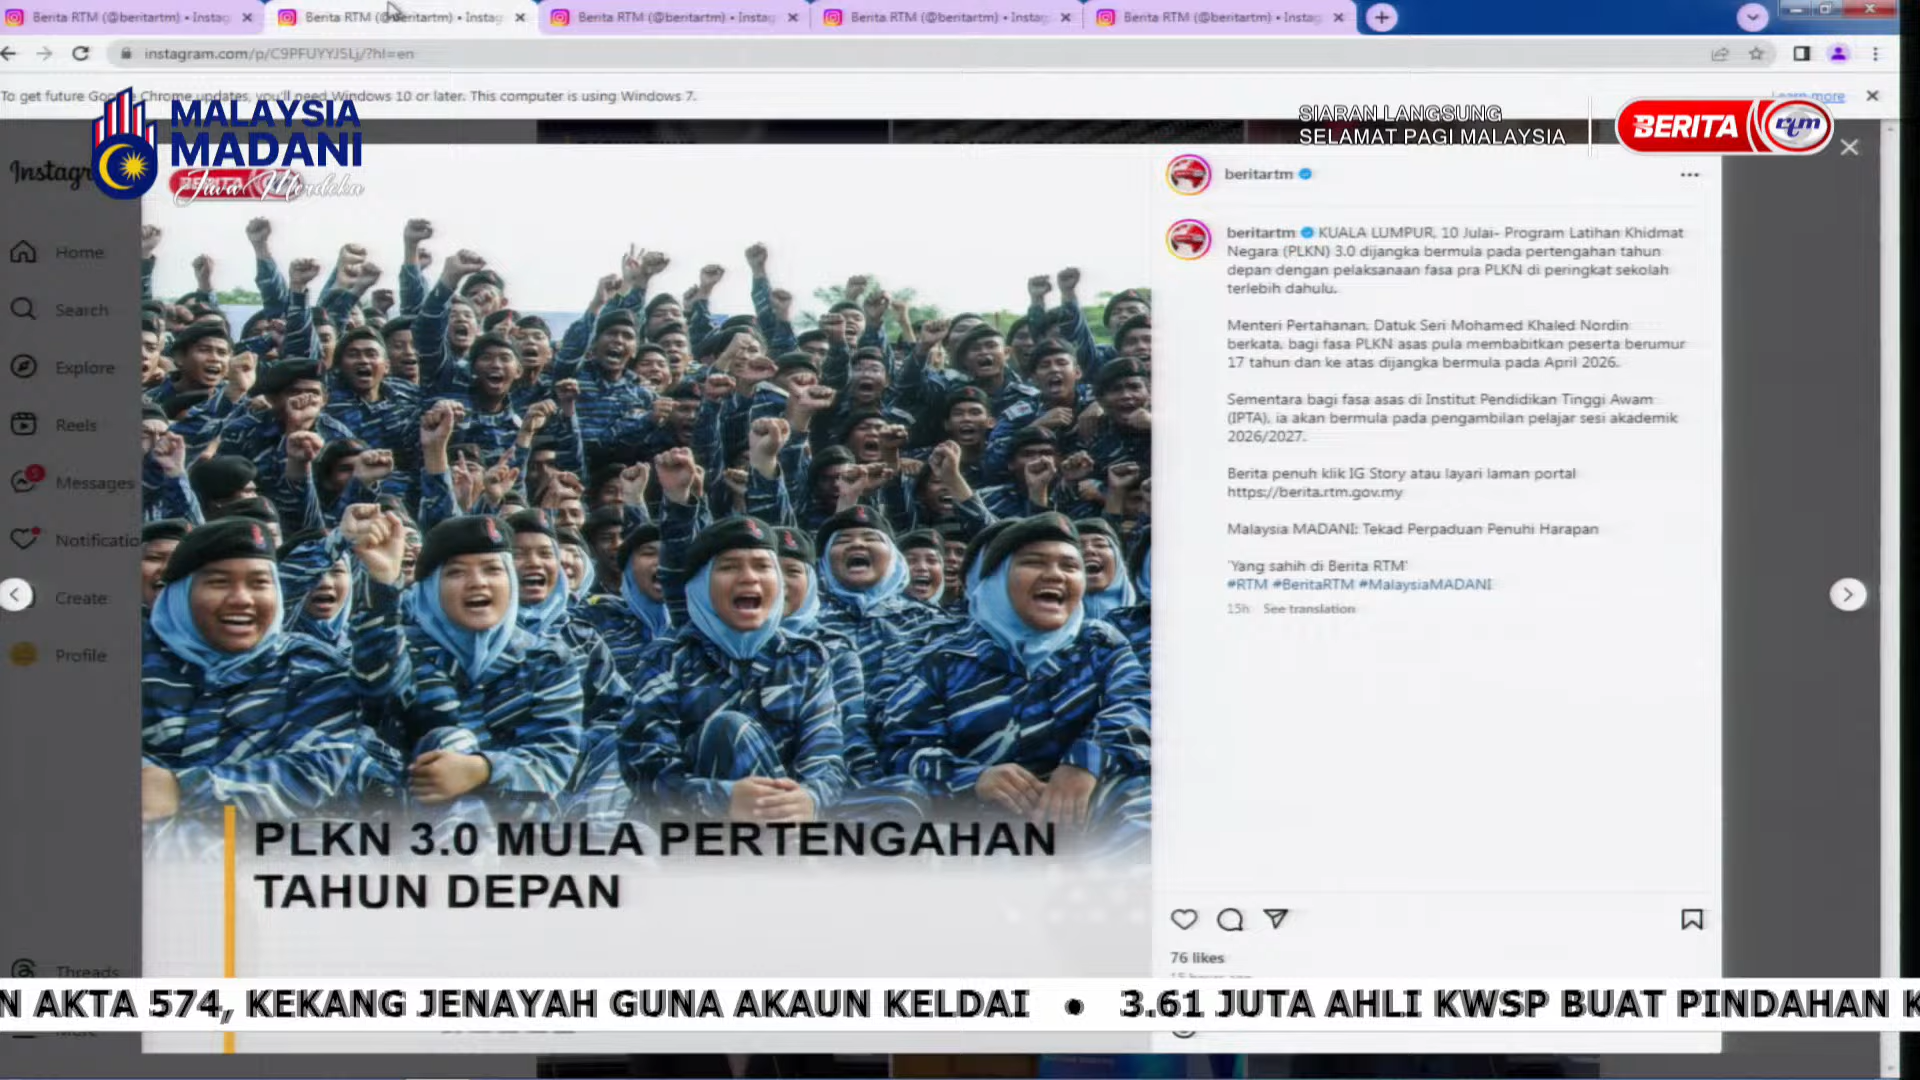 Berita RTM (@beritartm) • Instag
Berita RTM (@beritartm) • Instag
Berita RTM (@beritartm) • Instag
Berita RTM (@beritartm) • Instag
Berita RTM (@beritartm) • Instag
instagram.com/p/C9PFUYYJSLj/?hl=en
To get future Google Chrome updates, you'll need Windows 10 or later. This computer is using Windows 7.
Learn more
MALAYSIA
MADANI
Jiwa Merdeka
SIARAN LANGSUNG
SELAMAT PAGI MALAYSIA
BERITA rtm
Instagr
BERITA
Home
Search
Explore
Reels
5
Messages
Notificatio
Create
Profile
Threads
beritartm
beritartm KUALA LUMPUR, 10 Julai- Program Latihan Khidmat
Negara (PLKN) 3.0 dijangka bermula pada pertengahan tahun
depan dengan pelaksanaan fasa pra PLKN di peringkat sekolah
terlebih dahulu.
Menteri Pertahanan, Datuk Seri Mohamed Khaled Nordin
berkata, bagi fasa PLKN asas pula membabitkan peserta berumur
17 tahun dan ke atas dijangka bermula pada April 2026.
Sementara bagi fasa asas di Institut Pendidikan Tinggi Awam
(IPTA), ia akan bermula pada pengambilan pelajar sesi akademik
2026/2027.
Berita penuh klik IG Story atau layari laman portal
https://berita.rtm.gov.my
Malaysia MADANI: Tekad Perpaduan Penuhi Harapan
'Yang sahih di Berita RTM'
#RTM #BeritaRTM #MalaysiaMADANI
15h See translation
PLKN 3.0 MULA PERTENGAHAN
TAHUN DEPAN
76 likes
N AKTA 574, KEKANG JENAYAH GUNA AKAUN KELDAI • 3.61 JUTA AHLI KWSP BUAT PINDAHAN K